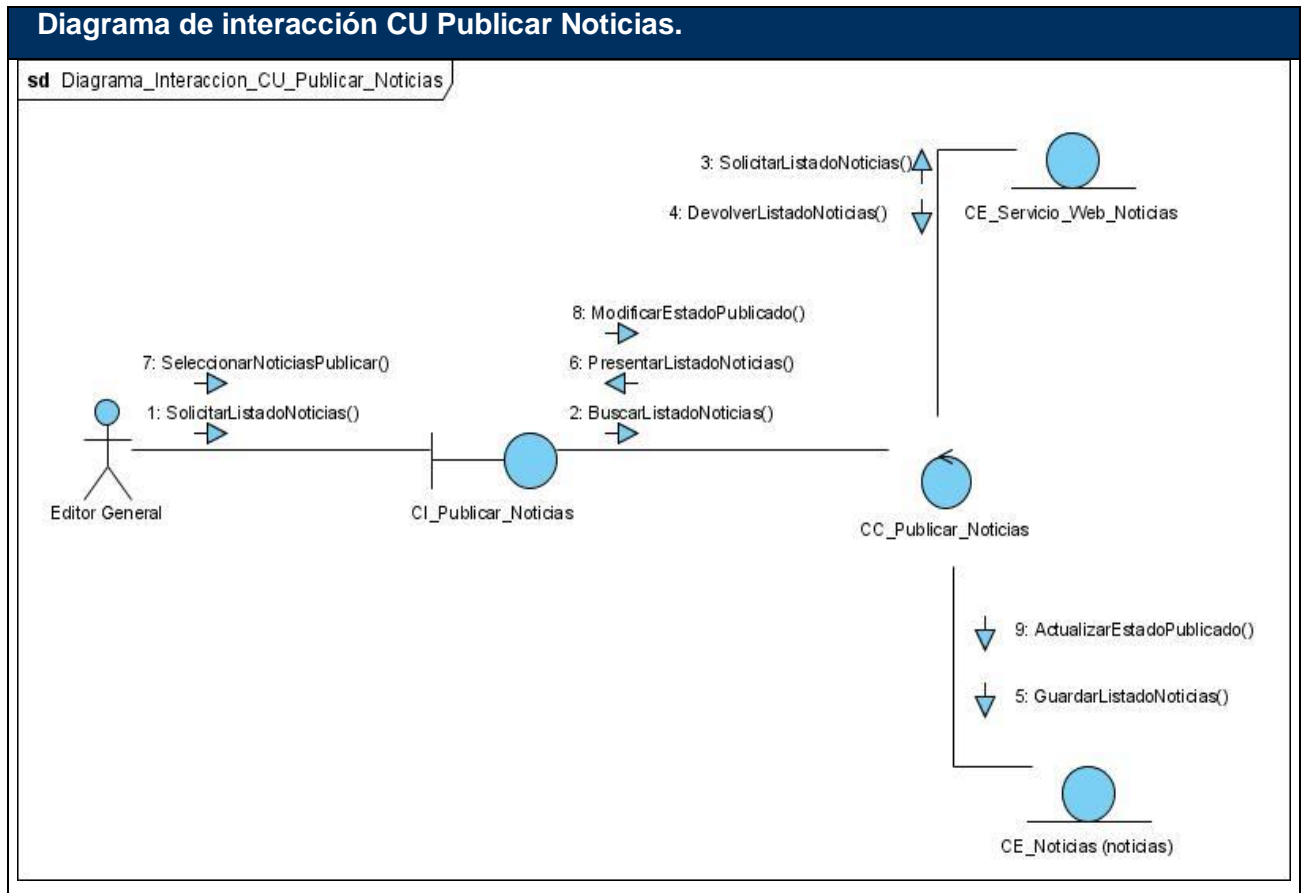 Diagrama de interacción CU Publicar Noticias.
sd Diagrama_Interaccion_CU_Publicar_Noticias
3: SolicitarListadoNoticias()
4: DevolverListadoNoticias()
CE_Servicio_Web_Noticias
8: ModificarEstadoPublicado()
7: SeleccionarNoticiasPublicar()
6: PresentarListadoNoticias()
1: SolicitarListadoNoticias()
2: BuscarListadoNoticias()
Editor General
CI_Publicar_Noticias
CC_Publicar_Noticias
9: ActualizarEstadoPublicado()
5: GuardarListadoNoticias()
CE_Noticias (noticias)